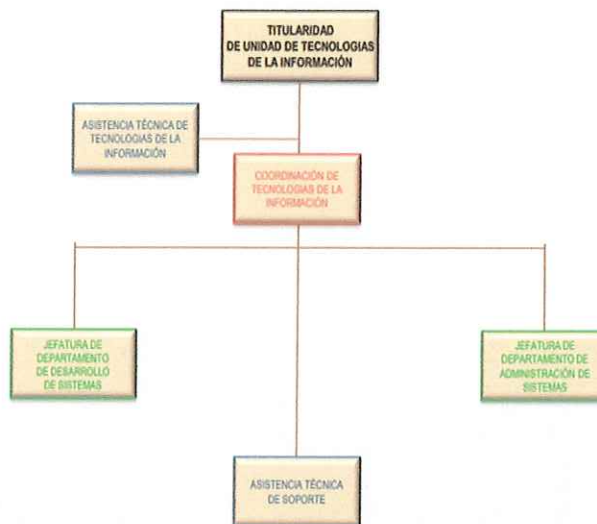 TITULARIDAD
DE UNIDAD DE TECNOLOGIAS
DE LA INFORMACIÓN
ASISTENCIA TÉCNICA DE
TECNOLOGIAS DE LA
INFORMACIÓN
COORDINACIÓN DE
TECNOLOGIAS DE LA
INFORMACIÓN
JEFATURA DE
DEPARTAMENTO
DE DESARROLLO
DE SISTEMAS
JEFATURA DE
DEPARTAMENTO DE
ADMINISTRACIÓN DE
SISTEMAS
ASISTENCIA TÉCNICA
DE SOPORTE